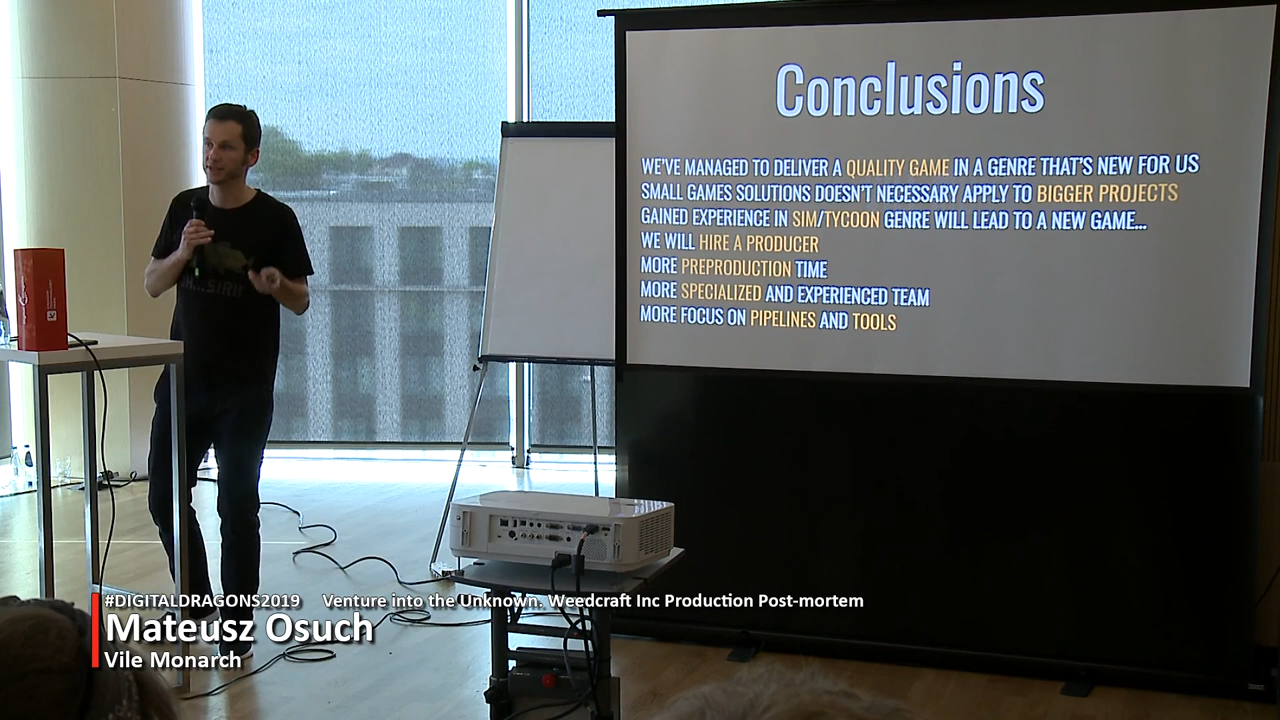 Conclusions
WE'VE MANAGED TO DELIVER A QUALITY GAME IN A GENRE THAT'S NEW FOR US
SMALL GAMES SOLUTIONS DOESN'T NECESSARY APPLY TO BIGGER PROJECTS
GAINED EXPERIENCE IN SIM/TYCOON GENRE WILL LEAD TO A NEW GAME...
WE WILL HIRE A PRODUCER
MORE PREPRODUCTION TIME
MORE SPECIALIZED AND EXPERIENCED TEAM
MORE FOCUS ON PIPELINES AND TOOLS
#DIGITALDRAGONS2019 Venture into the Unknown. Weedcraft Inc Production Post-mortem
Mateusz Osuch
Vile Monarch